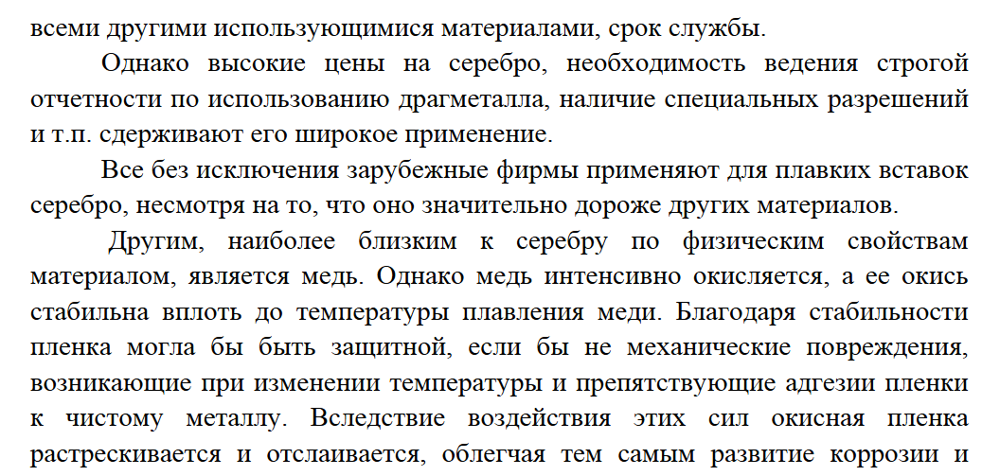 всеми другими использующимися материалами, срок службы.
Однако высокие цены на серебро, необходимость ведения строгой
отчетности по использованию драгметалла, наличие специальных разрешений
и т.п. сдерживают его широкое применение.
Все без исключения зарубежные фирмы применяют для плавких вставок
серебро, несмотря на то, что оно значительно дороже других материалов.
Другим, наиболее близким к серебру по физическим свойствам
материалом, является медь. Однако медь интенсивно окисляется, а ее окись
стабильна вплоть до температуры плавления меди. Благодаря стабильности
пленка могла бы быть защитной, если бы не механические повреждения,
возникающие при изменении температуры и препятствующие адгезии пленки
к чистому металлу. Вследствие воздействия этих сил окисная пленка
растрескивается и отслаивается, облегчая тем самым развитие коррозии и